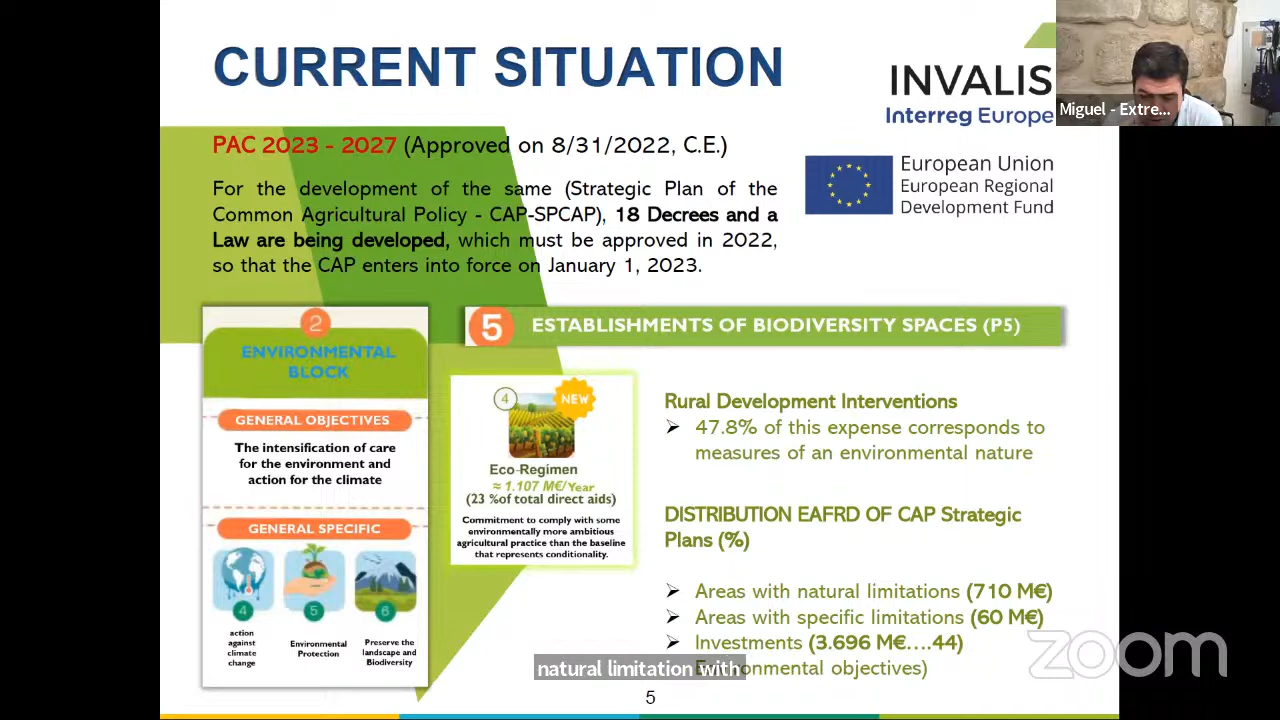 CURRENT SITUATION
INVALIS
Interreg Europe
Miguel - Extre...
European Union
European Regional
Development Fund
PAC 2023 - 2027 (Approved on 8/31/2022, C.E.)
For the development of the same (Strategic Plan of the
Common Agricultural Policy - CAP-SPCAP), 18 Decrees and a
Law are being developed, which must be approved in 2022,
so that the CAP enters into force on January 1, 2023.
2
ENVIRONMENTAL
BLOCK
GENERAL OBJECTIVES
The intensification of care
for the environment and
action for the climate
GENERAL SPECIFIC
4
5
6
action
against
climate
change
Environmental
Protection
Preserve the
landscape and
Biodiversity
5 ESTABLISHMENTS OF BIODIVERSITY SPACES (P5)
4
NEW
Eco-Regimen
≈ 1.107 M€/Year
(23 %of total direct aids)
Commitment to comply with some
environmentally more ambitious
agricultural practice than the baseline
that represents conditionality.
Rural Development Interventions
➢ 47.8% of this expense corresponds to
measures of an environmental nature
DISTRIBUTION EAFRD OF CAP Strategic
Plans (%)
➢ Areas with natural limitations (710 M€)
➢ Areas with specific limitations (60 M€)
➢ Investments (3.696 M€....44)
objectives)
natural limitation with
zoom
5